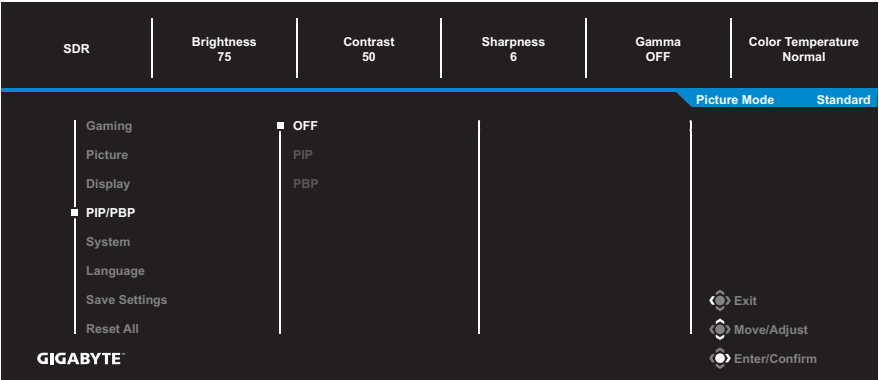 SDR
Brightness
75
Contrast
50
Sharpness
6
Gamma
OFF
Color Temperature
Normal
Picture Mode Standard
Gaming
Picture
Display
PIP/PBP
System
Language
Save Settings
Reset All
OFF
PIP
PBP
Exit
Move/Adjust
Enter/Confirm
GIGABYTE™